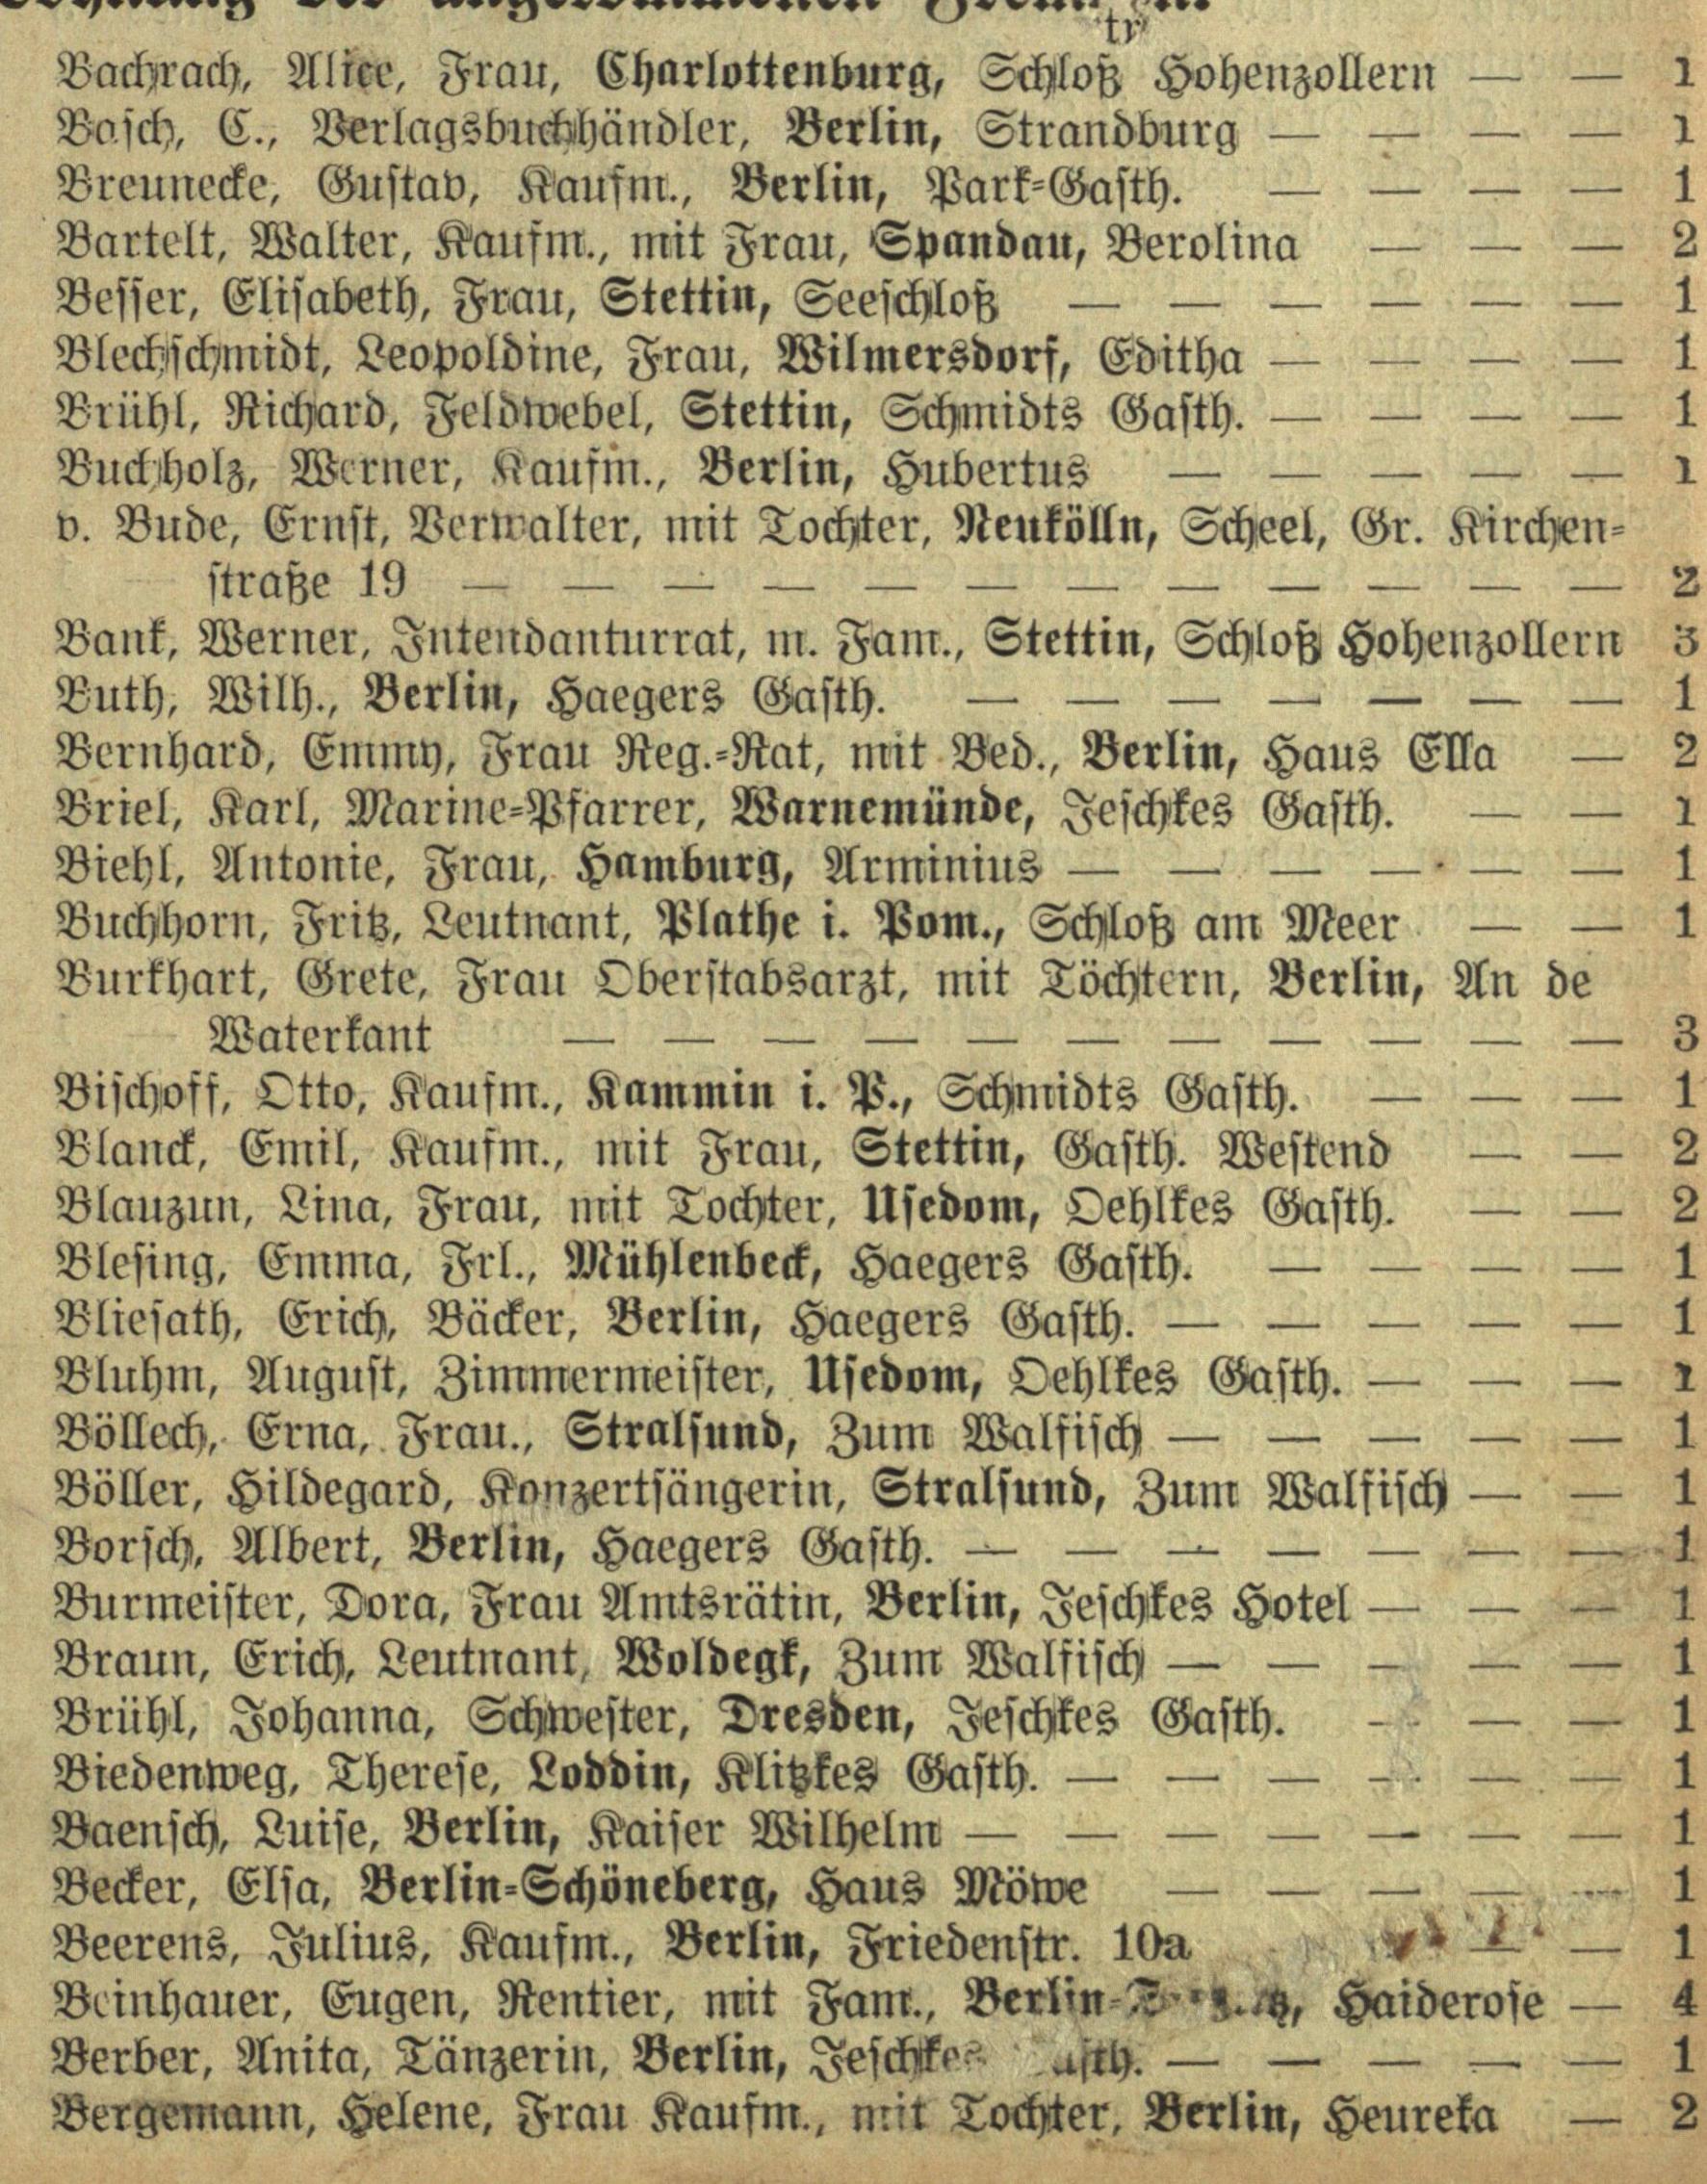 Bachrach, Alice, Frau, Charlottenburg, Schloß Hohenzollern — — 1
Basch, C., Verlagsbuchhändler, Berlin, Strandburg — — — — 1
Breunecke, Gustav, Kaufm., Berlin, Park-Gasth. — — — — 1
Bartelt, Walter, Kaufm., mit Frau, Spandau, Berolina — — — 2
Besser, Elisabeth, Frau, Stettin, Seeschloß — — — — — — 1
Blechschmidt, Leopoldine, Frau, Wilmersdorf, Editha — — — — 1
Brühl, Richard, Feldwebel, Stettin, Schmidts Gasth. — — — — 1
Buchholz, Werner, Kaufm., Berlin, Hubertus — — — — — 1
v. Bude, Ernst, Verwalter, mit Tochter, Neukölln, Scheel, Gr. Kirchen-
straße 19 — — — — — — — — — — — — 2
Bank, Werner, Intendanturrat, m. Fam., Stettin, Schloß Hohenzollern 3
Buth, Wilh., Berlin, Haegers Gasth. — — — — — — — 1
Bernhard, Emmy, Frau Reg.-Rat, mit Bed., Berlin, Haus Ella — 2
Briel, Karl, Marine-Pfarrer, Warnemünde, Jeschkes Gasth. — — 1
Biehl, Antonie, Frau, Hamburg, Arminius — — — — — — 1
Buchhorn, Fritz, Leutnant, Plathe i. Pom., Schloß am Meer — — 1
Burkhart, Grete, Frau Oberstabsarzt, mit Töchtern, Berlin, An de
Waterkant — — — — — — — — — — — 3
Bischoff, Otto, Kaufm., Kammin i. P., Schmidts Gasth. — — — 1
Blanck, Emil, Kaufm., mit Frau, Stettin, Gasth. Westend — — 2
Blauzun, Lina, Frau, mit Tochter, Usedom, Oehlkes Gasth. — — 2
Blesing, Emma, Frl., Mühlenbeck, Haegers Gasth. — — — — 1
Bliesath, Erich, Bäcker, Berlin, Haegers Gasth. — — — — — 1
Bluhm, August, Zimmermeister, Usedom, Oehlkes Gasth. — — — 1
Böllech, Erna, Frau., Stralsund, Zum Walfisch — — — — — 1
Böller, Hildegard, Konzertsängerin, Stralsund, Zum Walfisch — — 1
Borsch, Albert, Berlin, Haegers Gasth. — — — — — — — 1
Burmeister, Dora, Frau Amtsrätin, Berlin, Jeschkes Hotel — — — 1
Braun, Erich, Leutnant, Woldegk, Zum Walfisch — — — — — 1
Brühl, Johanna, Schwester, Dresden, Jeschkes Gasth. — — — 1
Biedenweg, Therese, Loddin, Klitzkes Gasth. — — — — — — 1
Baensch, Luise, Berlin, Kaiser Wilhelm — — — — — — — 1
Becker, Elsa, Berlin-Schöneberg, Haus Möwe — — — — — 1
Beerens, Julius, Kaufm., Berlin, Friedenstr. 10a — — 1
Beinhauer, Eugen, Rentier, mit Fam., Berlin- Haiderose — 4
Berber, Anita, Tänzerin, Berlin, Jeschkes Gasth. — — — — — 1
Bergemann, Helene, Frau Kaufm., mit Tochter, Berlin, Heureka — 2